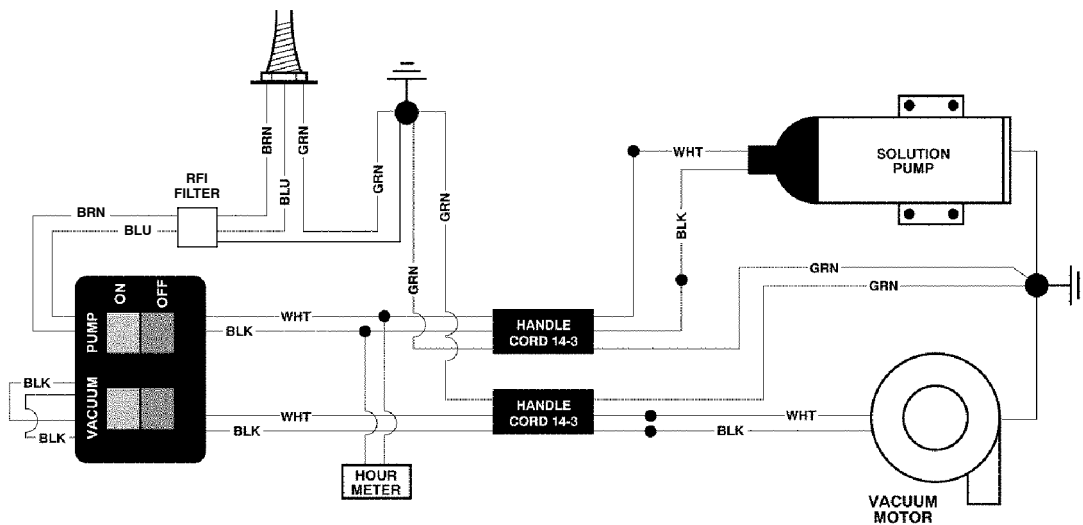 BRN
BLU
GRN
GRN
GRN
GRN
RFI
FILTER
BRN
BLU
WHT
SOLUTION
PUMP
BLK
GRN
GRN
ON
OFF
PUMP
VACUUM
WHT
BLK
HANDLE
CORD 14-3
BLK
BLK
WHT
BLK
HANDLE
CORD 14-3
WHT
BLK
HOUR
METER
VACUUM
MOTOR